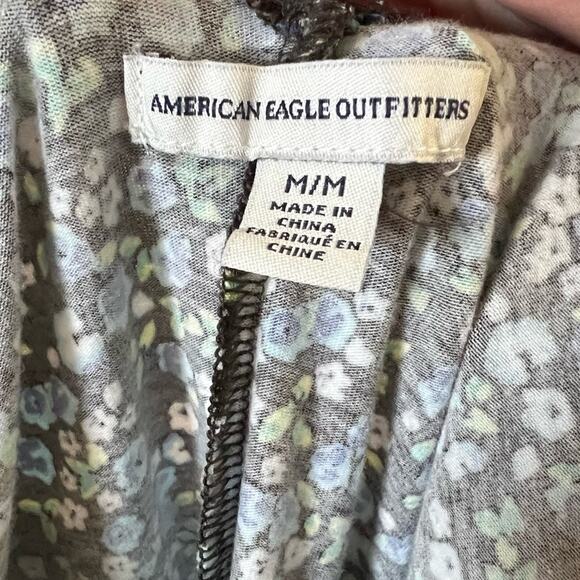 AMERICAN EAGLE OUTFITTERS
M/M
MADE IN
CHINA
FABRIQUÉ EN
CHINE